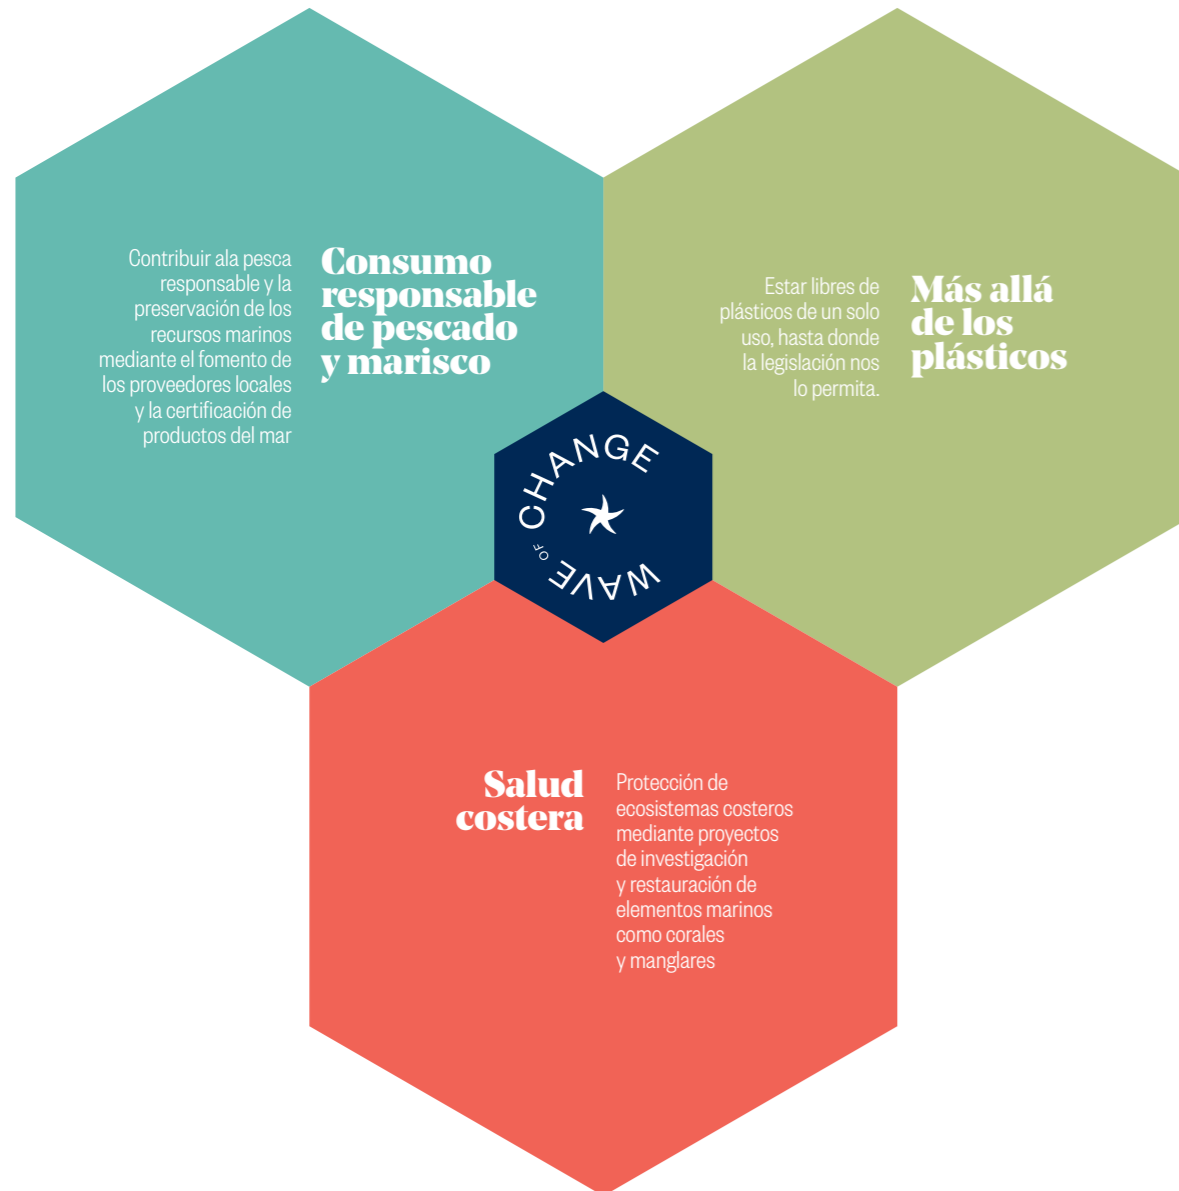 Consumo
responsable
de pescado
y marisco
Contribuir ala pesca
responsable y la
preservación de los
recursos marinos
mediante el fomento de
los proveedores locales
y la certificación de
productos del mar
Más allá
de los
plásticos
Estar libres de
plásticos de un solo
uso, hasta donde
la legislación nos
lo permita.
WAVE OF CHANGE
Salud
costera
Protección de
ecosistemas costeros
mediante proyectos
de investigación
y restauración de
elementos marinos
como corales
y manglares